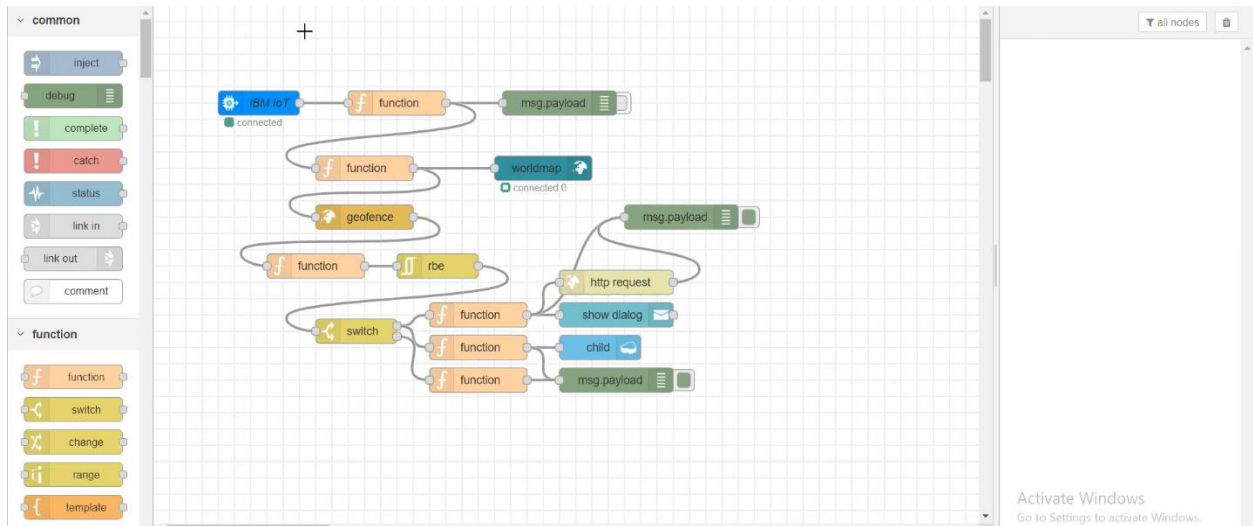 common
inject
debug
complete
catch
status
link in
link out
comment
function
function
switch
change
range
template
IBM IoT
connected
function
msg.payload
function
worldmap
connected 0
geofence
msg.payload
function
rbe
http request
switch
function
show dialog
function
child
function
msg.payload
all nodes
Activate Windows
Go to Settings to activate Windows.